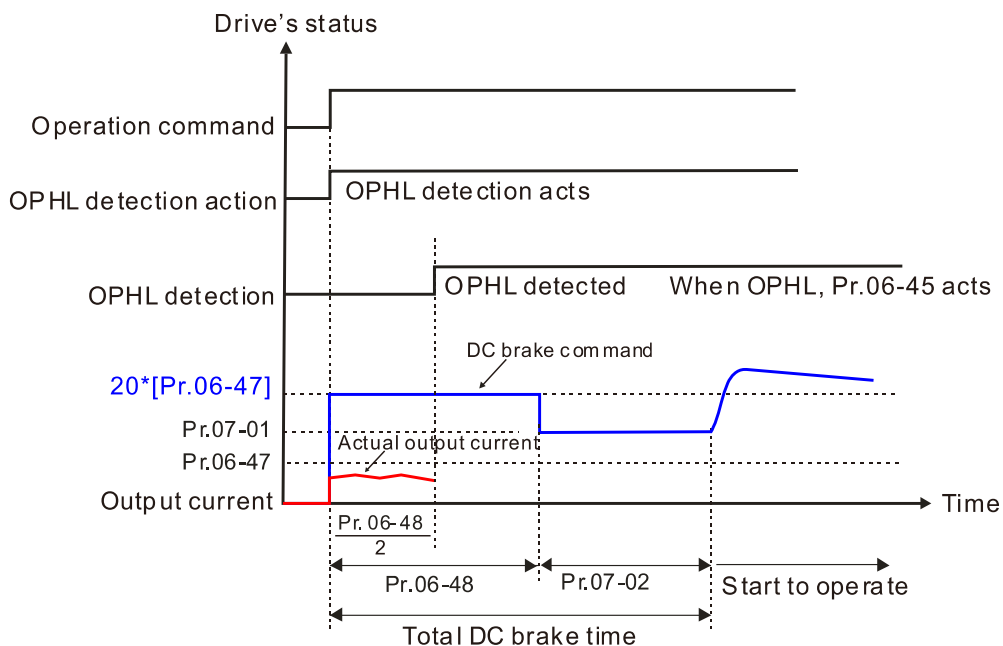 Drive's status
Operation command
OPHL detection action
OPHL detection acts
OPHL detection
OPHL detected
When OPHL, Pr.06-45 acts
DC brake command
20*[Pr.06-47]
Pr.07-01
Actual output current
Pr.06-47
Output current
Time
Pr. 06-48
2
Pr.06-48
Pr.07-02
Start to operate
Total DC brake time